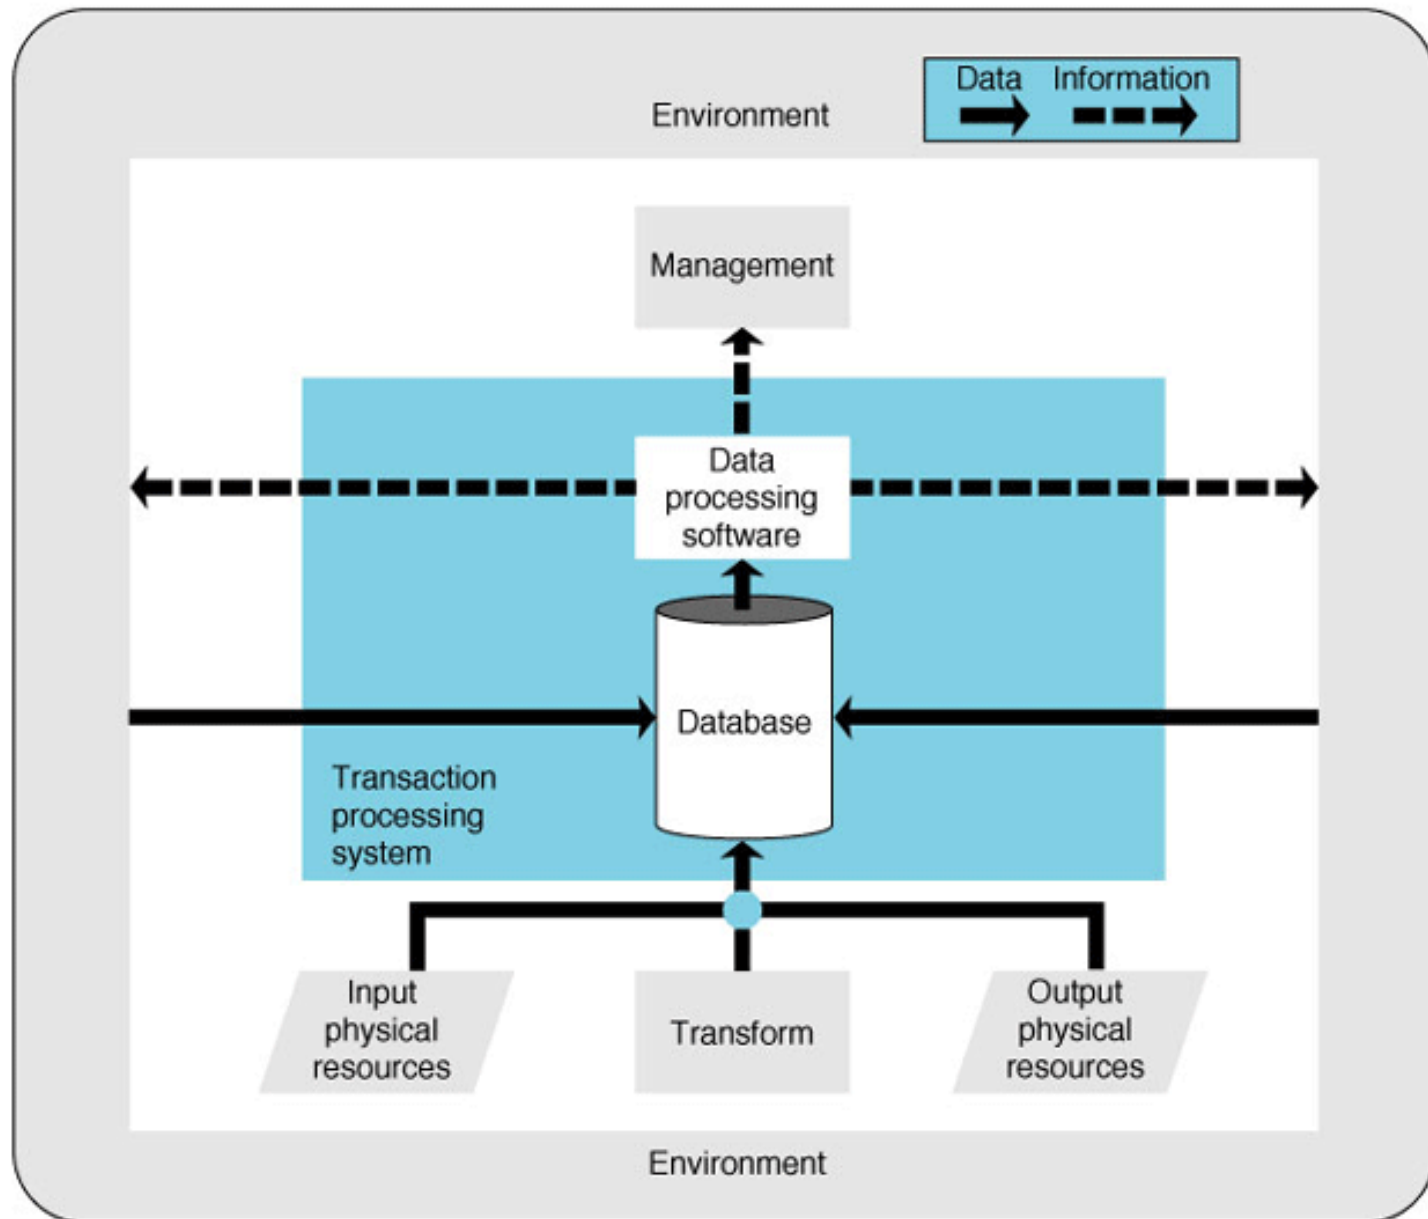 Environment
Data Information
Management
Data
processing
software
Database
Transaction
processing
system
Input
physical
resources
Transform
Output
physical
resources
Environment